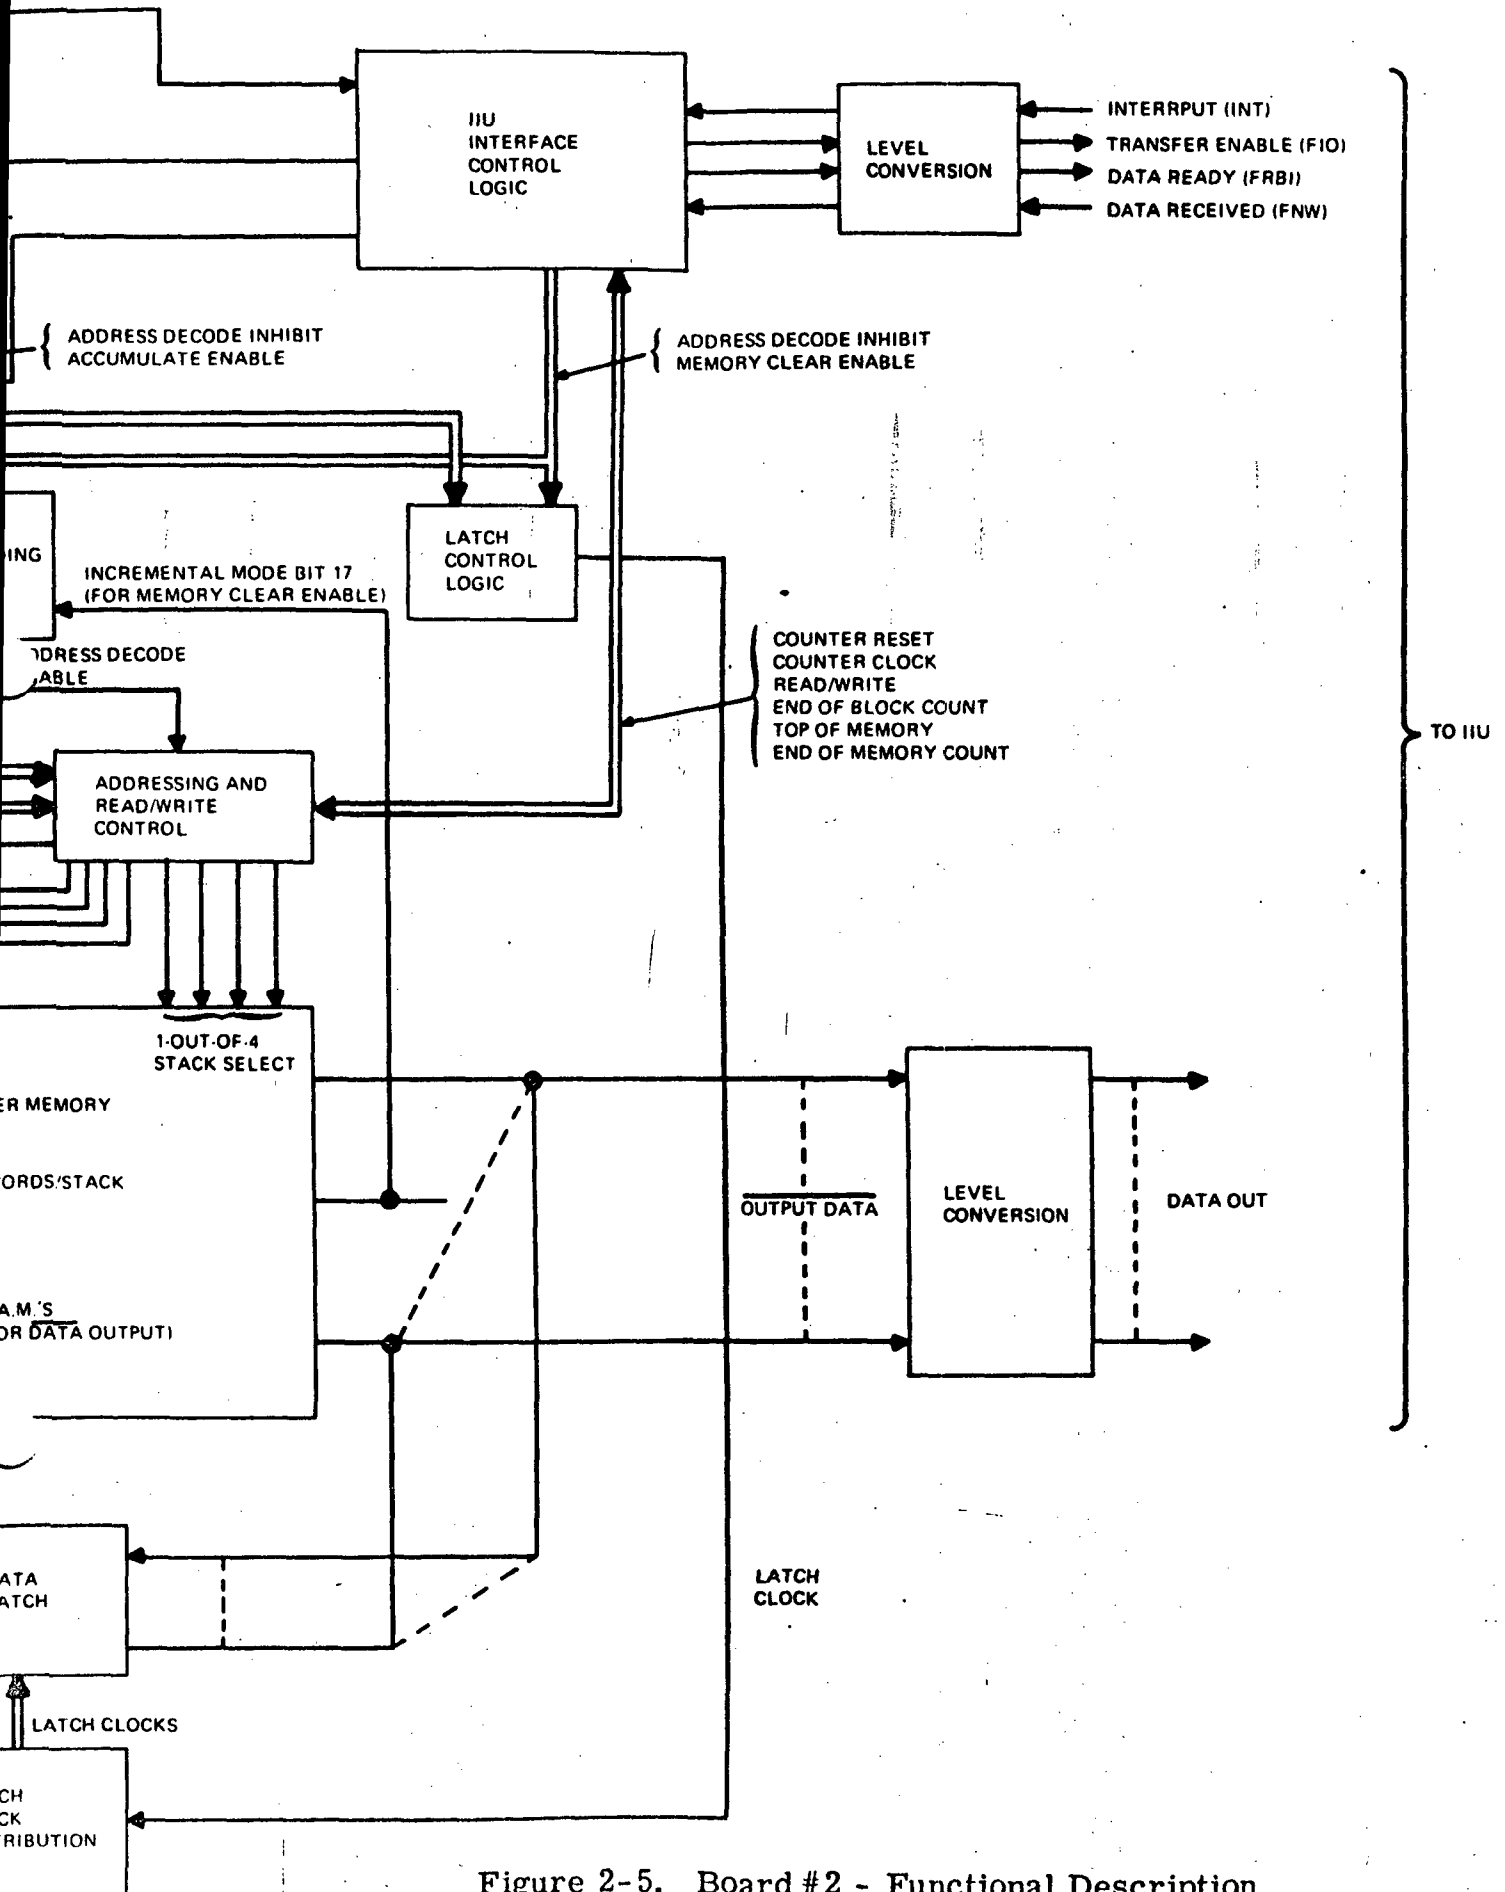 IIU
INTERFACE
CONTROL
LOGIC
LEVEL
CONVERSION
INTERRPUT (INT)
TRANSFER ENABLE (FIO)
DATA READY (FRBI)
DATA RECEIVED (FNW)
ADDRESS DECODE INHIBIT
ACCUMULATE ENABLE
ADDRESS DECODE INHIBIT
MEMORY CLEAR ENABLE
LATCH
CONTROL
LOGIC
ING
INCREMENTAL MODE BIT 17
(FOR MEMORY CLEAR ENABLE)
DRESS DECODE
ABLE
COUNTER RESET
COUNTER CLOCK
READ/WRITE
END OF BLOCK COUNT
TOP OF MEMORY
END OF MEMORY COUNT
TO IIU
ADDRESSING AND
READ/WRITE
CONTROL
1-OUT-OF-4
STACK SELECT
ER MEMORY
ORDS/STACK
A.M.'S
OR DATA OUTPUT)
OUTPUT DATA
LEVEL
CONVERSION
DATA OUT
ATA
ATCH
LATCH
CLOCK
LATCH CLOCKS
CH
CK
TRIBUTION
Figure 2-5. Board #2 - Functional Description